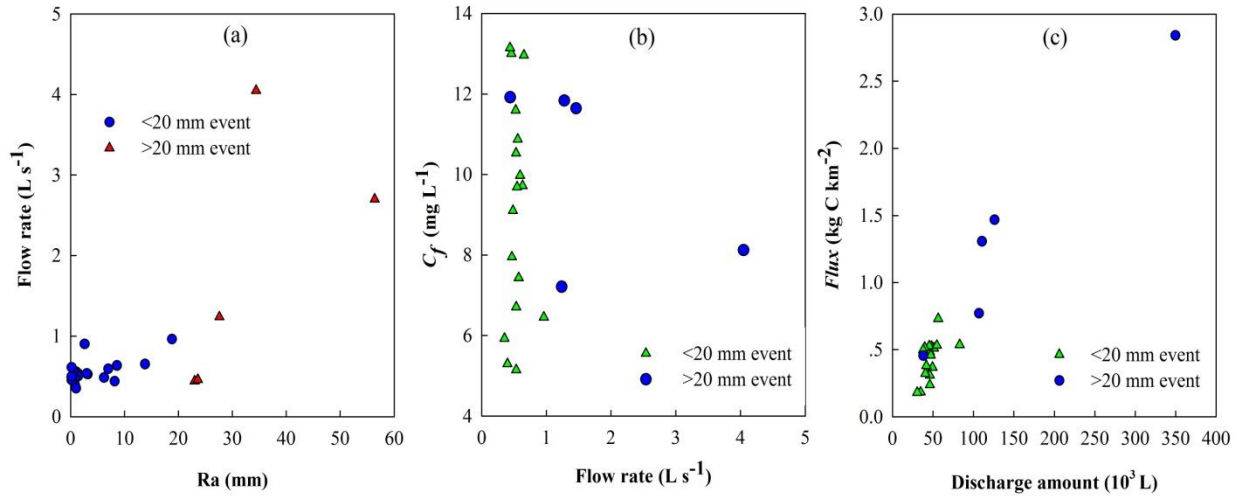 (a)
Flow rate (L s-1)
5
4
3
2
1
0
<20 mm event
>20 mm event
0 10 20 30 40 50 60
Ra (mm)
(b)
Cf (mg L-1)
14
12
10
8
6
4
<20 mm event
>20 mm event
0 1 2 3 4 5
Flow rate (L s-1)
(c)
Flux (kg C km-2)
3.0
2.5
2.0
1.5
1.0
.5
0.0
<20 mm event
>20 mm event
0 50 100 150 200 250 300 350 400
Discharge amount (103 L)